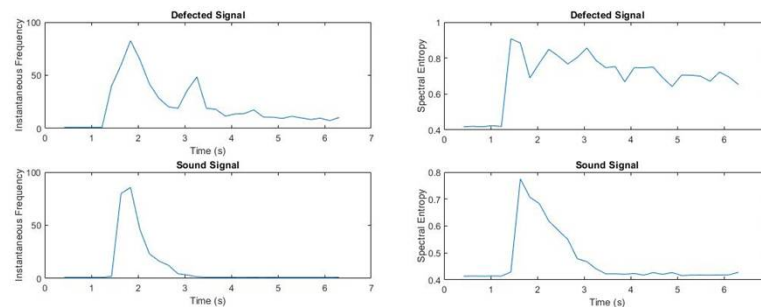 Defected Signal
Instantaneous Frequency
100
50
0
0 1 2 3 4 5 6 7
Time (s)
Defected Signal
Spectral Entropy
1
0.8
0.6
0.4
0 1 2 3 4 5 6
Time (s)
Sound Signal
Instantaneous Frequency
100
50
0
0 1 2 3 4 5 6 7
Time (s)
Sound Signal
Spectral Entropy
0.8
0.7
0.6
0.5
0.4
0 1 2 3 4 5 6
Time (s)